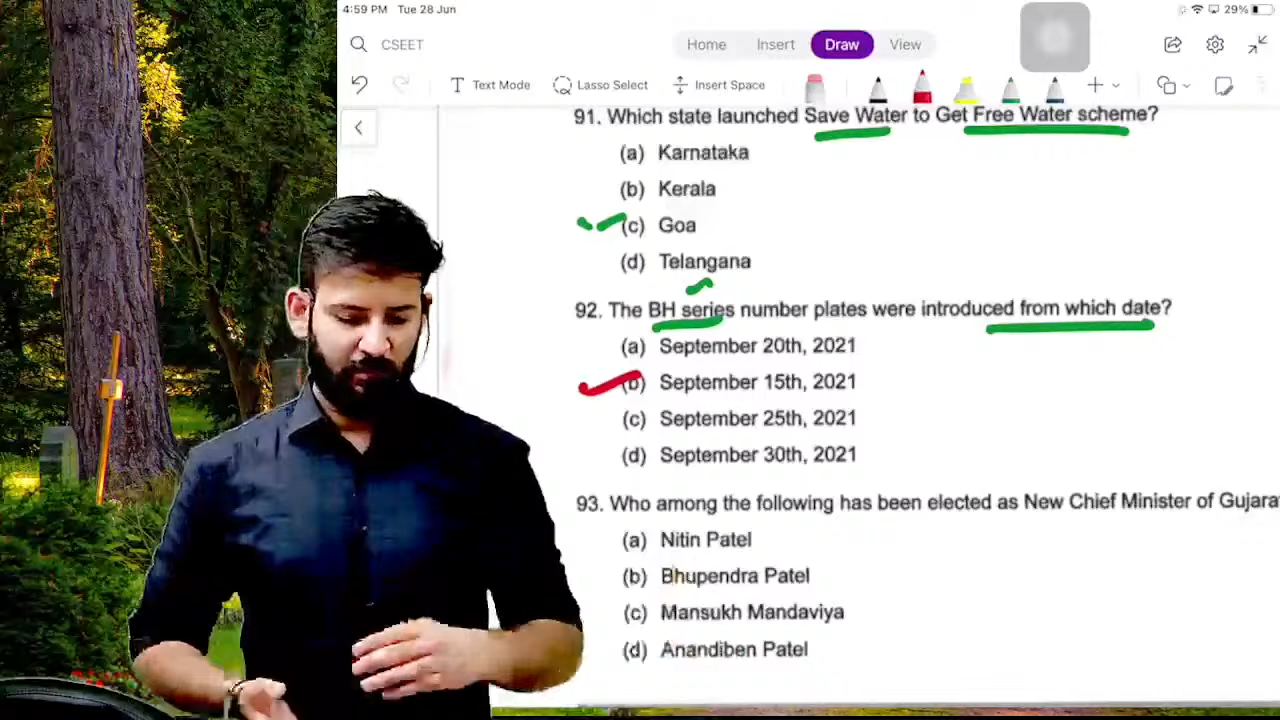 4:59 PM Tue 28 Jun
29%
CSEET
Home Insert Draw View
Text Mode Lasso Select Insert Space
91. Which state launched Save Water to Get Free Water scheme?
(a) Karnataka
(b) Kerala
(c) Goa
(d) Telangana
92. The BH series number plates were introduced from which date?
(a) September 20th, 2021
(b) September 15th, 2021
(c) September 25th, 2021
(d) September 30th, 2021
93. Who among the following has been elected as New Chief Minister of Gujara
(a) Nitin Patel
(b) Bhupendra Patel
(c) Mansukh Mandaviya
(d) Anandiben Patel